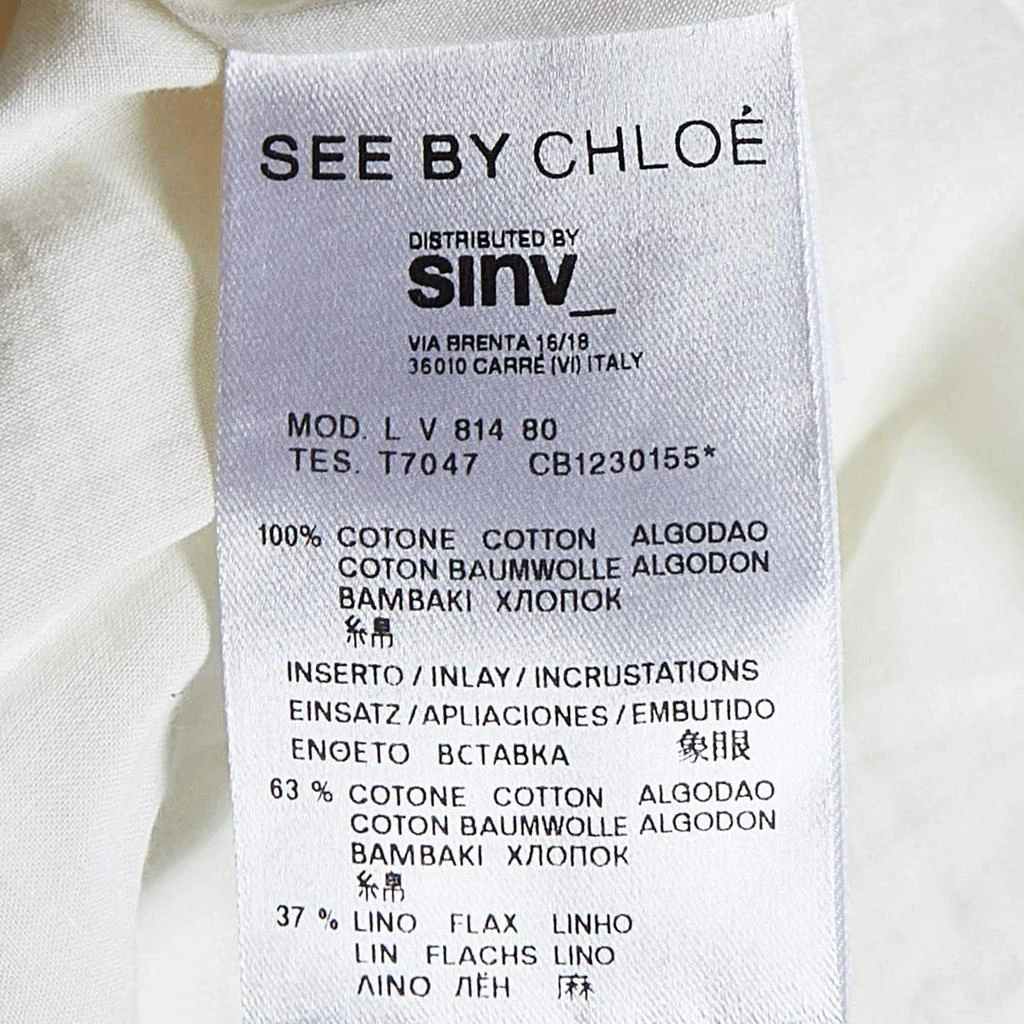 SEE BY CHLOÉ
DISTRIBUTED BY
sınv_
VIA BRENTA 16/18
36010 CARRÉ (VI) ITALY
MOD. L V 814 80
TES. T7047 CB1230155*
100% COTONE COTTON ALGODAO
COTON BAUMWOLLE ALGODON
BAMBAKI ХЛОПОК
糸帛
INSERTO / INLAY / INCRUSTATIONS
EINSATZ / APLIACIONES / EMBUTIDO
ΕΝΘΕΤΟ ВСТАВКА 象眼
63 % COTONE COTTON ALGODAO
COTON BAUMWOLLE ALGODON
BAMBAKI ХЛОПОК
糸帛
37 % LINO FLAX LINHO
LIN FLACHS LINO
ΛΙΝΟ ЛЁН 麻